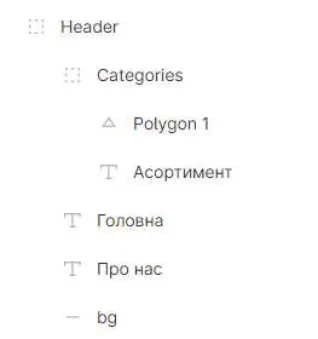 Header
Categories
Polygon 1
Асортимент
Головна
Про нас
bg